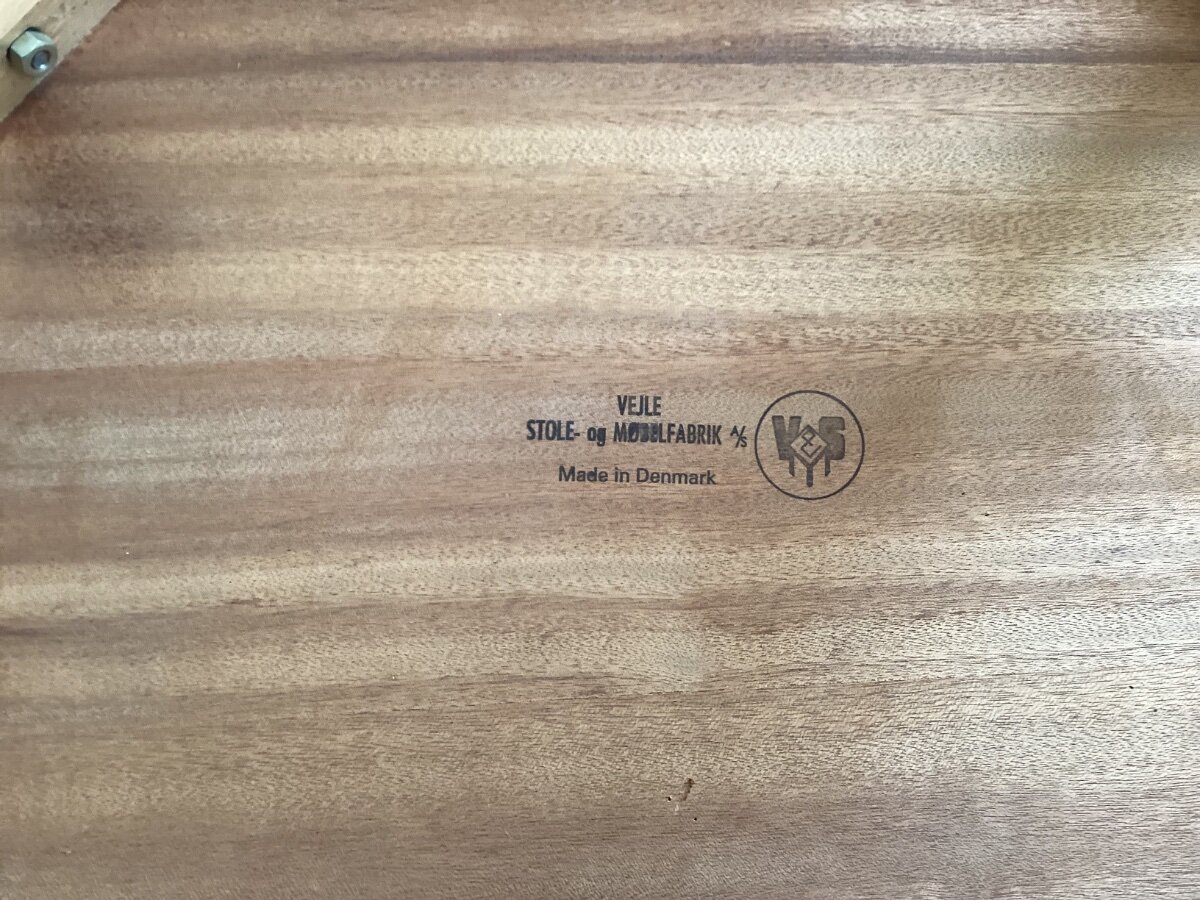 VEJLE
STOLE- og MØBELFABRIK A/S
Made in Denmark
V&S